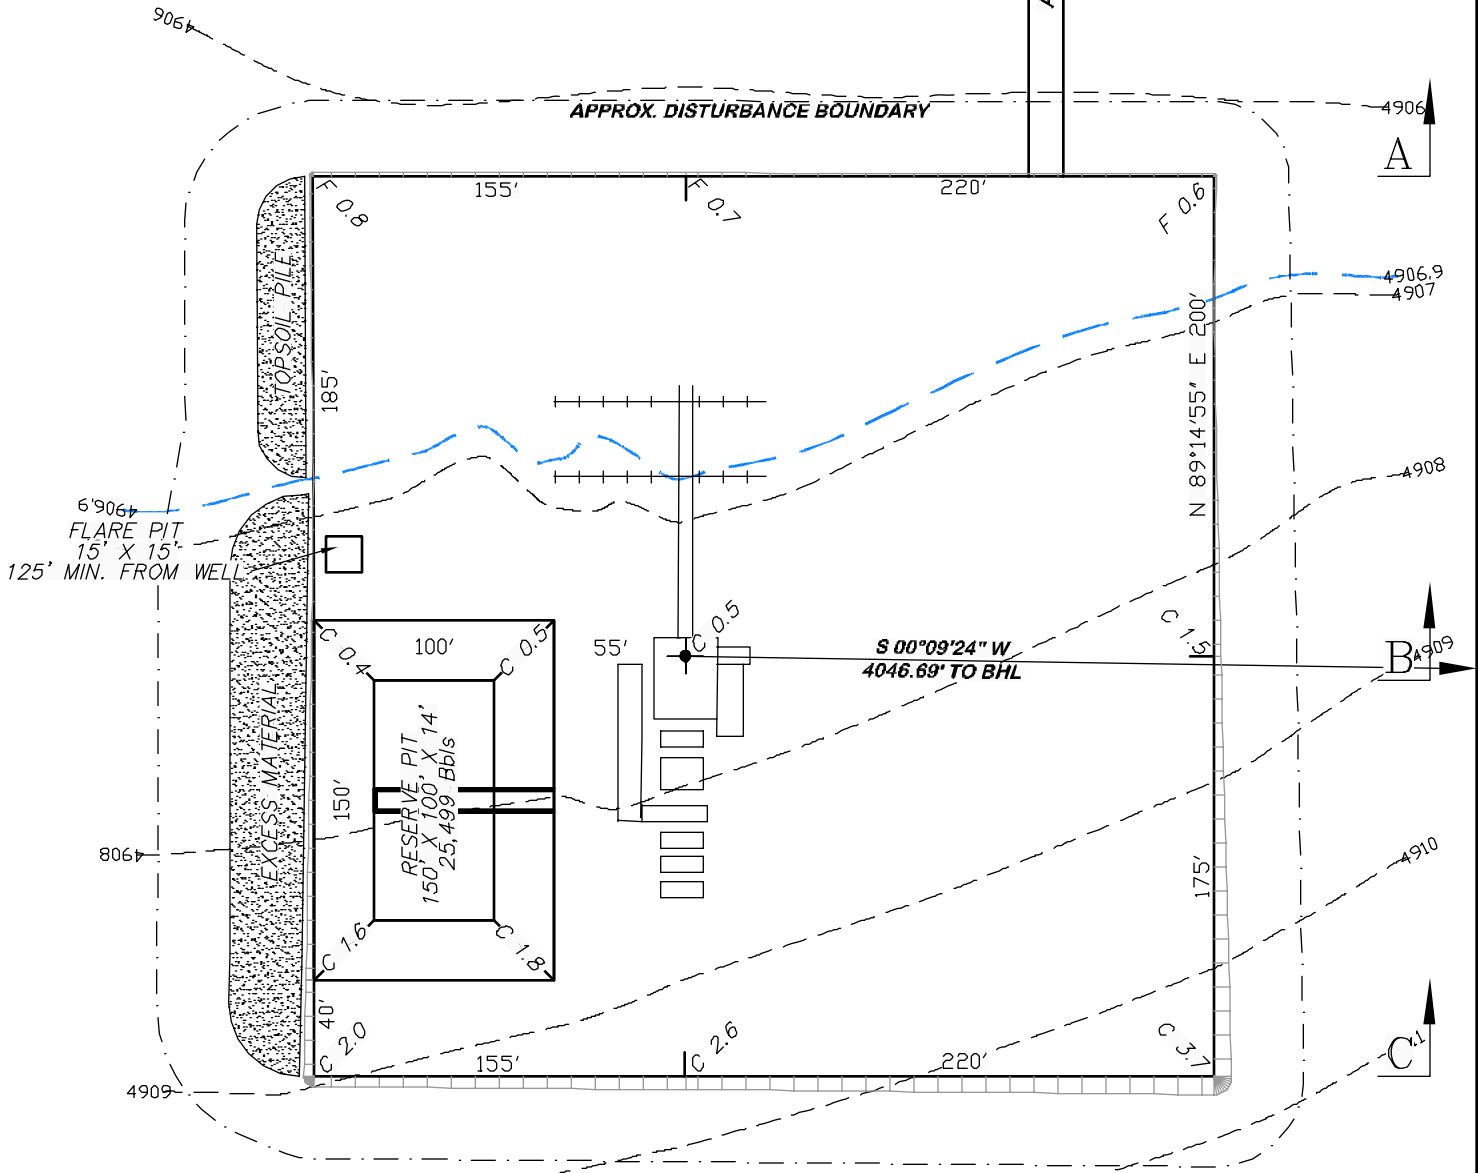 4906
A
APPROX. DISTURBANCE BOUNDARY
4906
A
155'
220'
F 0.8
F 0.7
F 0.6
TOPSOIL PILE
4906.9
4907
N 89°14'55" E 200'
185'
4908
4906.9
FLARE PIT
15' X 15'
125' MIN. FROM WELL
C 0.5
C 1.5
C 0.4
100'
C 0.5
55'
S 00°09'24" W
4046.69' TO BHL
B
4909
EXCESS MATERIAL
150'
RESERVE PIT
150' X 100' X 14'
25,499 Bbls
4908
175'
4910
C 1.6
C 1.8
40'
C 2.0
155'
C 2.6
220'
C 3.7
C
4909